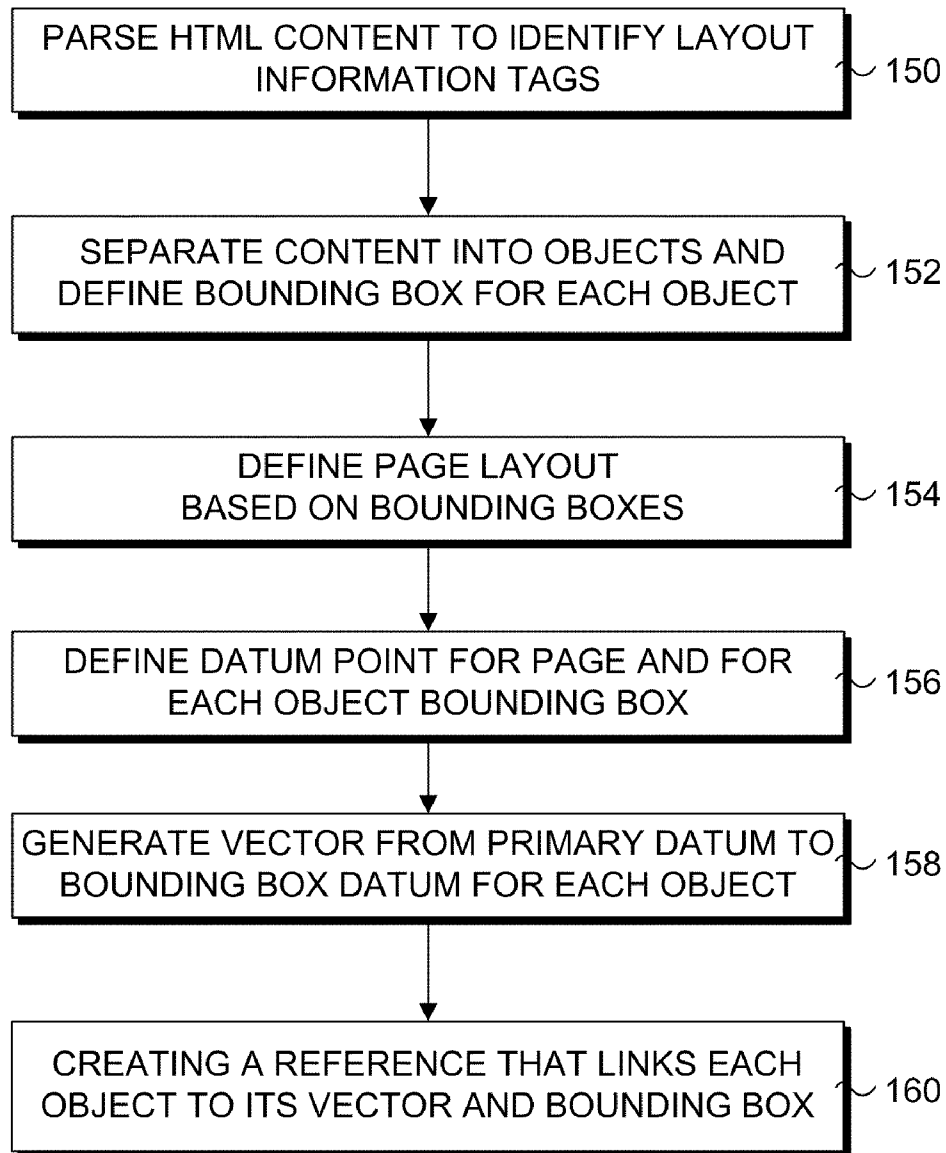 PARSE HTML CONTENT TO IDENTIFY LAYOUT
INFORMATION TAGS
150
SEPARATE CONTENT INTO OBJECTS AND
DEFINE BOUNDING BOX FOR EACH OBJECT
152
DEFINE PAGE LAYOUT
BASED ON BOUNDING BOXES
154
DEFINE DATUM POINT FOR PAGE AND FOR
EACH OBJECT BOUNDING BOX
156
GENERATE VECTOR FROM PRIMARY DATUM TO
BOUNDING BOX DATUM FOR EACH OBJECT
158
CREATING A REFERENCE THAT LINKS EACH
OBJECT TO ITS VECTOR AND BOUNDING BOX
160